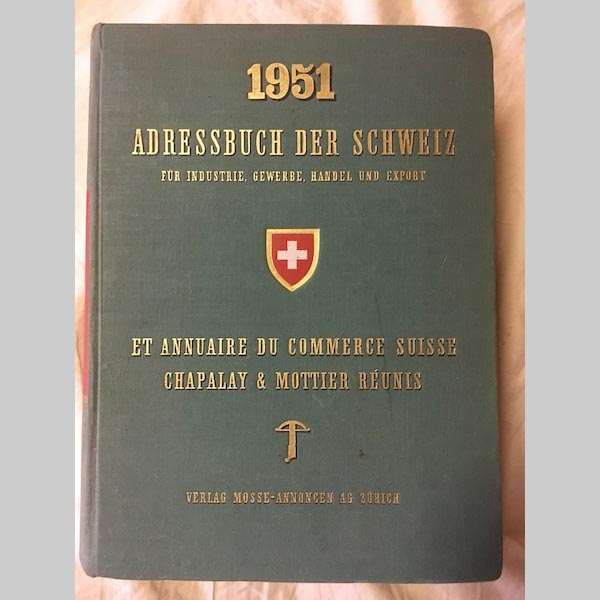 1951
ADRESSBUCH DER SCHWEIZ
FÜR INDUSTRIE, GEWERBE, HANDEL UND EXPORT
ET ANNUAIRE DU COMMERCE SUISSE
CHAPALAY & MOTTIER RÉUNIS
VERLAG MOSSE-ANNONCEN AG ZÜRICH